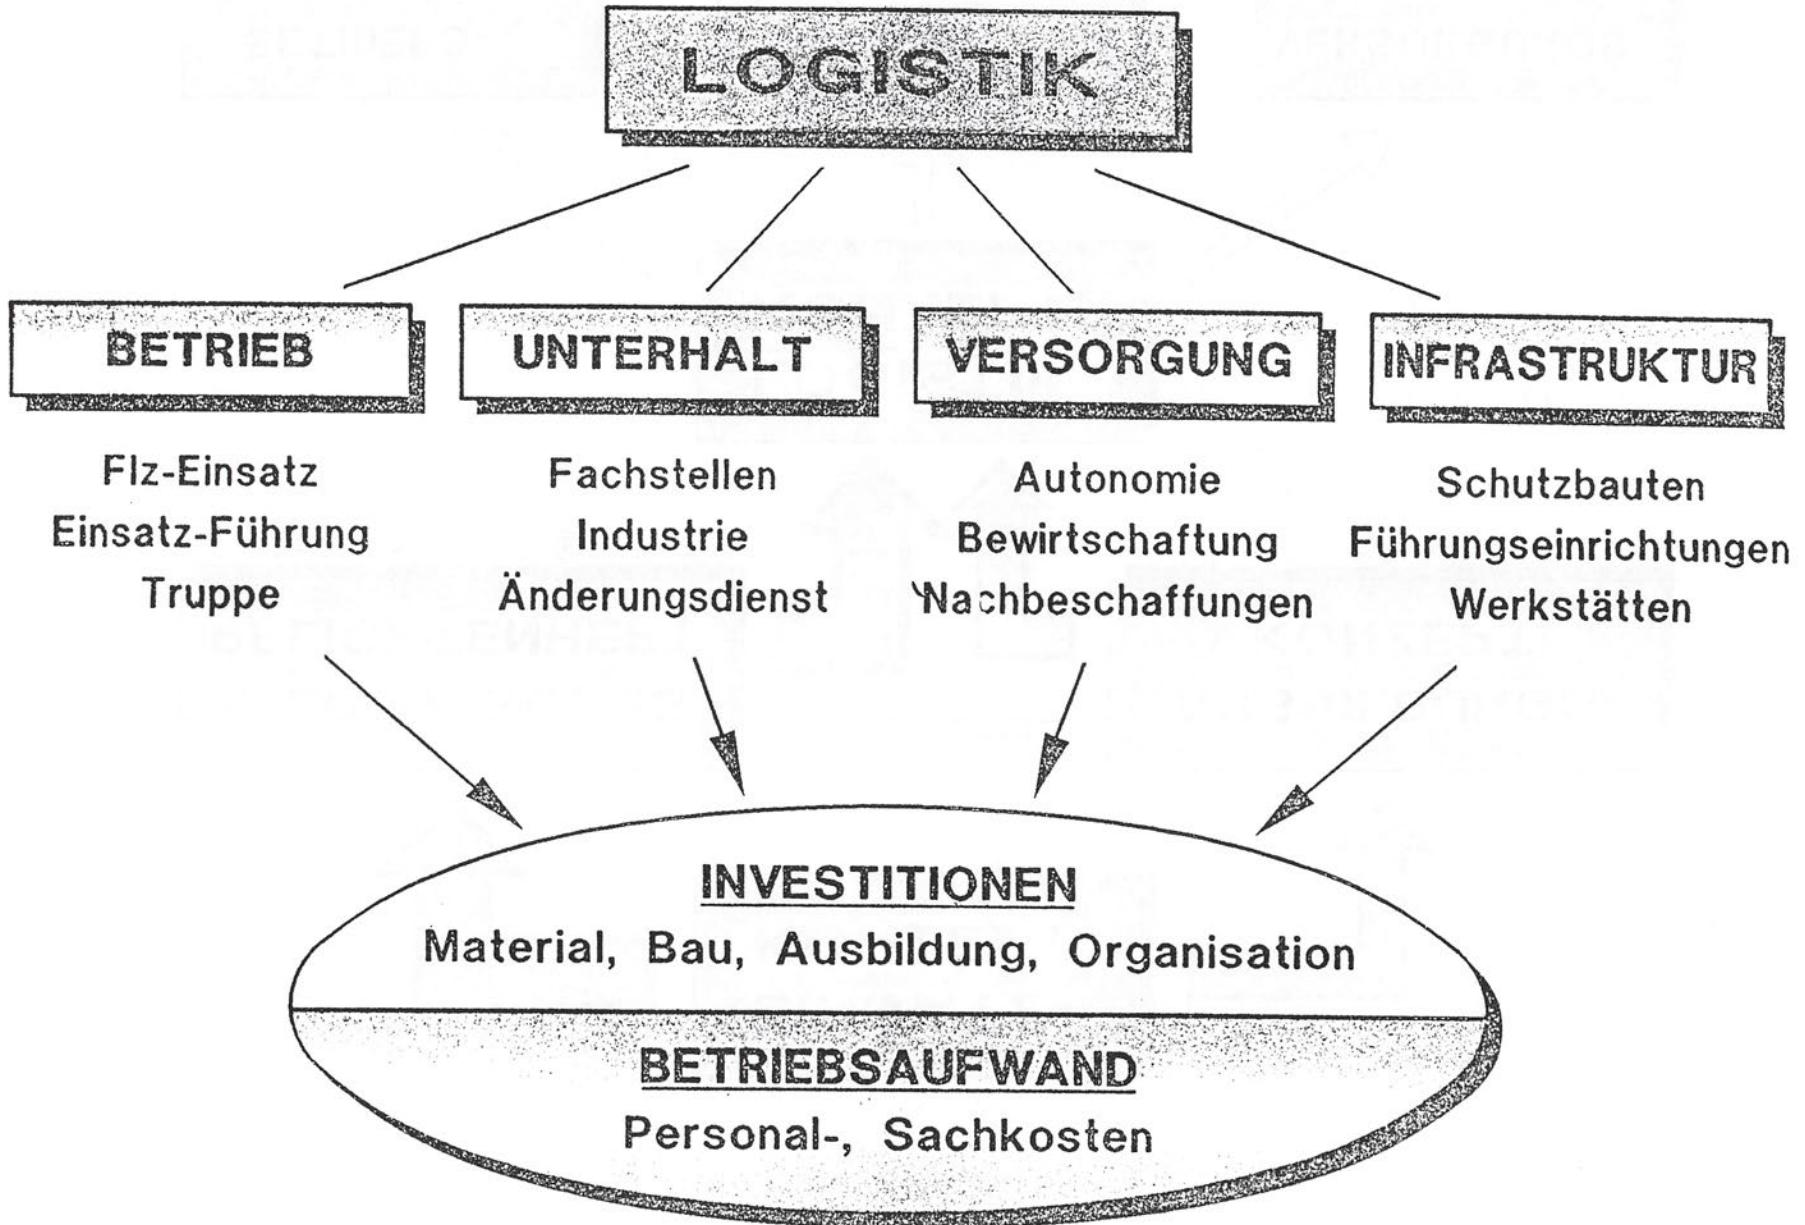 LOGISTIK
BETRIEB
Flz-Einsatz
Einsatz-Führung
Truppe
UNTERHALT
Fachstellen
Industrie
Änderungsdienst
VERSORGUNG
Autonomie
Bewirtschaftung
Nachbeschaffungen
INFRASTRUKTUR
Schutzbauten
Führungseinrichtungen
Werkstätten
INVESTITIONEN
Material, Bau, Ausbildung, Organisation
BETRIEBSAUFWAND
Personal-, Sachkosten